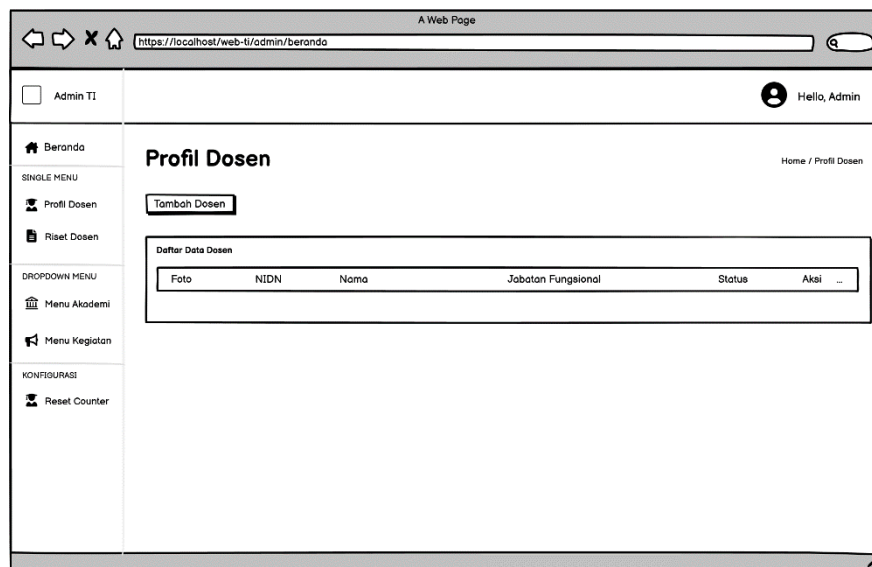 A Web Page
https://localhost/web-ti/admin/beranda
Admin TI
Hello, Admin
Beranda
SINGLE MENU
Profil Dosen
Riset Dosen
DROPDOWN MENU
Menu Akademi
Menu Kegiatan
KONFIGURASI
Reset Counter
Profil Dosen
Home / Profil Dosen
Tambah Dosen
Daftar Data Dosen
Foto NIDN Nama Jabatan Fungsional Status Aksi ...